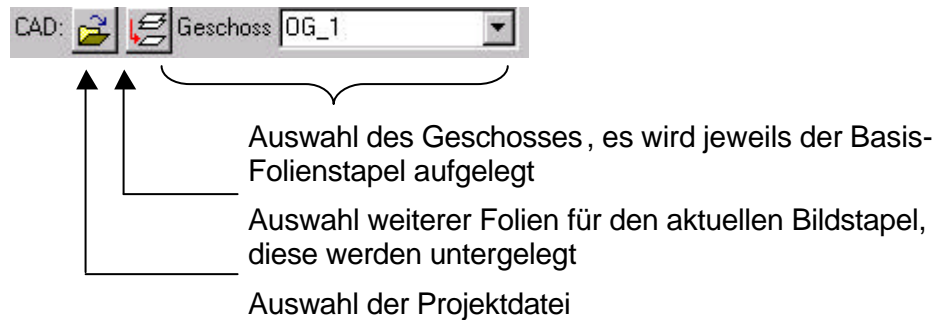 CAD: Geschoss OG_1
Auswahl des Geschosses, es wird jeweils der Basis-
Folienstapel aufgelegt
Auswahl weiterer Folien für den aktuellen Bildstapel,
diese werden untergelegt
Auswahl der Projektdatei